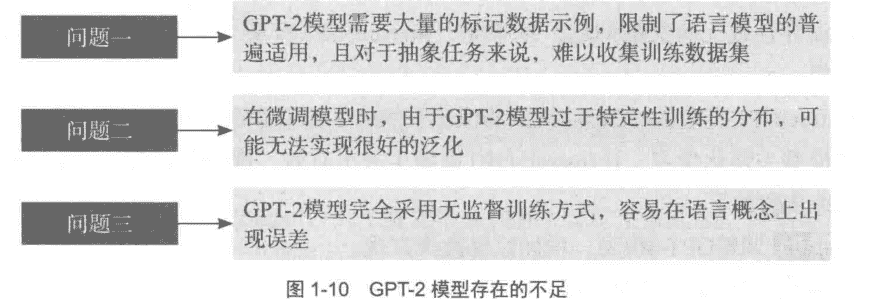 问题一
GPT-2模型需要大量的标记数据示例，限制了语言模型的普
遍适用，且对于抽象任务来说，难以收集训练数据集
问题二
在微调模型时，由于GPT-2模型过于特定性训练的分布，可
能无法实现很好的泛化
问题三
GPT-2模型完全采用无监督训练方式，容易在语言概念上出
现误差
图 1-10 GPT-2 模型存在的不足